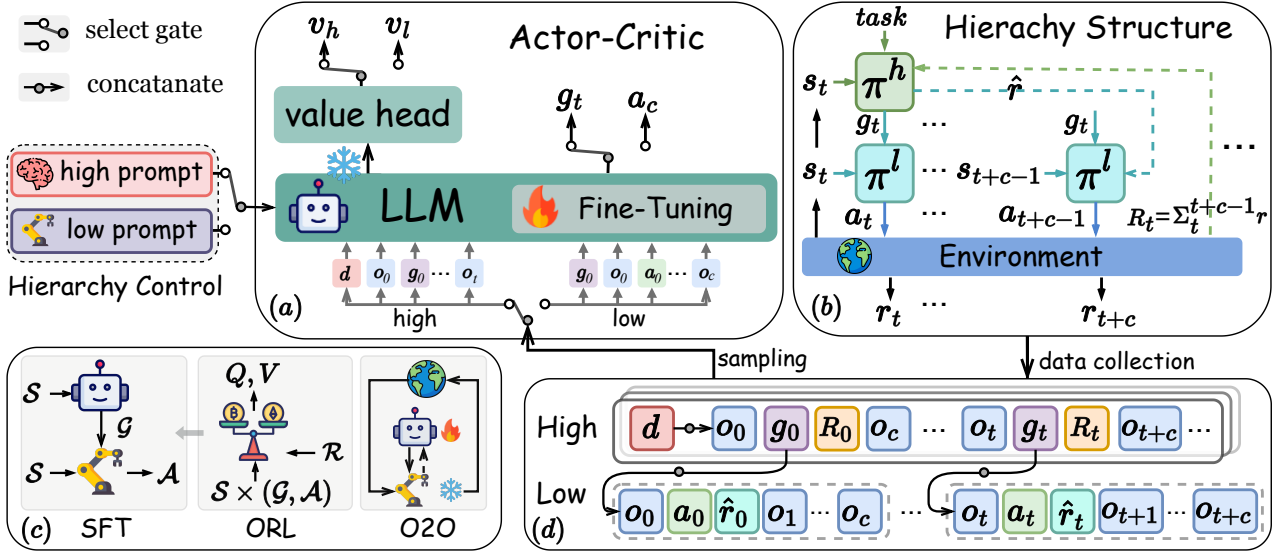 select gate
concatanate
high prompt
low prompt
Hierarchy Control
v_h v_l
Actor-Critic
value head
g_t a_c
LLM
Fine-Tuning
d o_0 g_0 ... o_t g_0 o_0 a_0 ... o_c
high low
(a)
task
Hierachy Structure
s_t π^h r̂
g_t ... g_t
s_t π^l ... s_{t+c-1} π^l ...
a_t ... a_{t+c-1} R_t=Σ_t^{t+c-1} r
Environment
(b) r_t ... r_{t+c}
sampling
data collection
S
G
S A
(c) SFT
Q, V
R
S × (G, A)
ORL
O2O
High d o_0 g_0 R_0 o_c ... o_t g_t R_t o_{t+c} ...
Low
o_0 a_0 r̂_0 o_1 ... o_c ... o_t a_t r̂_t o_{t+1} ... o_{t+c}
(d)